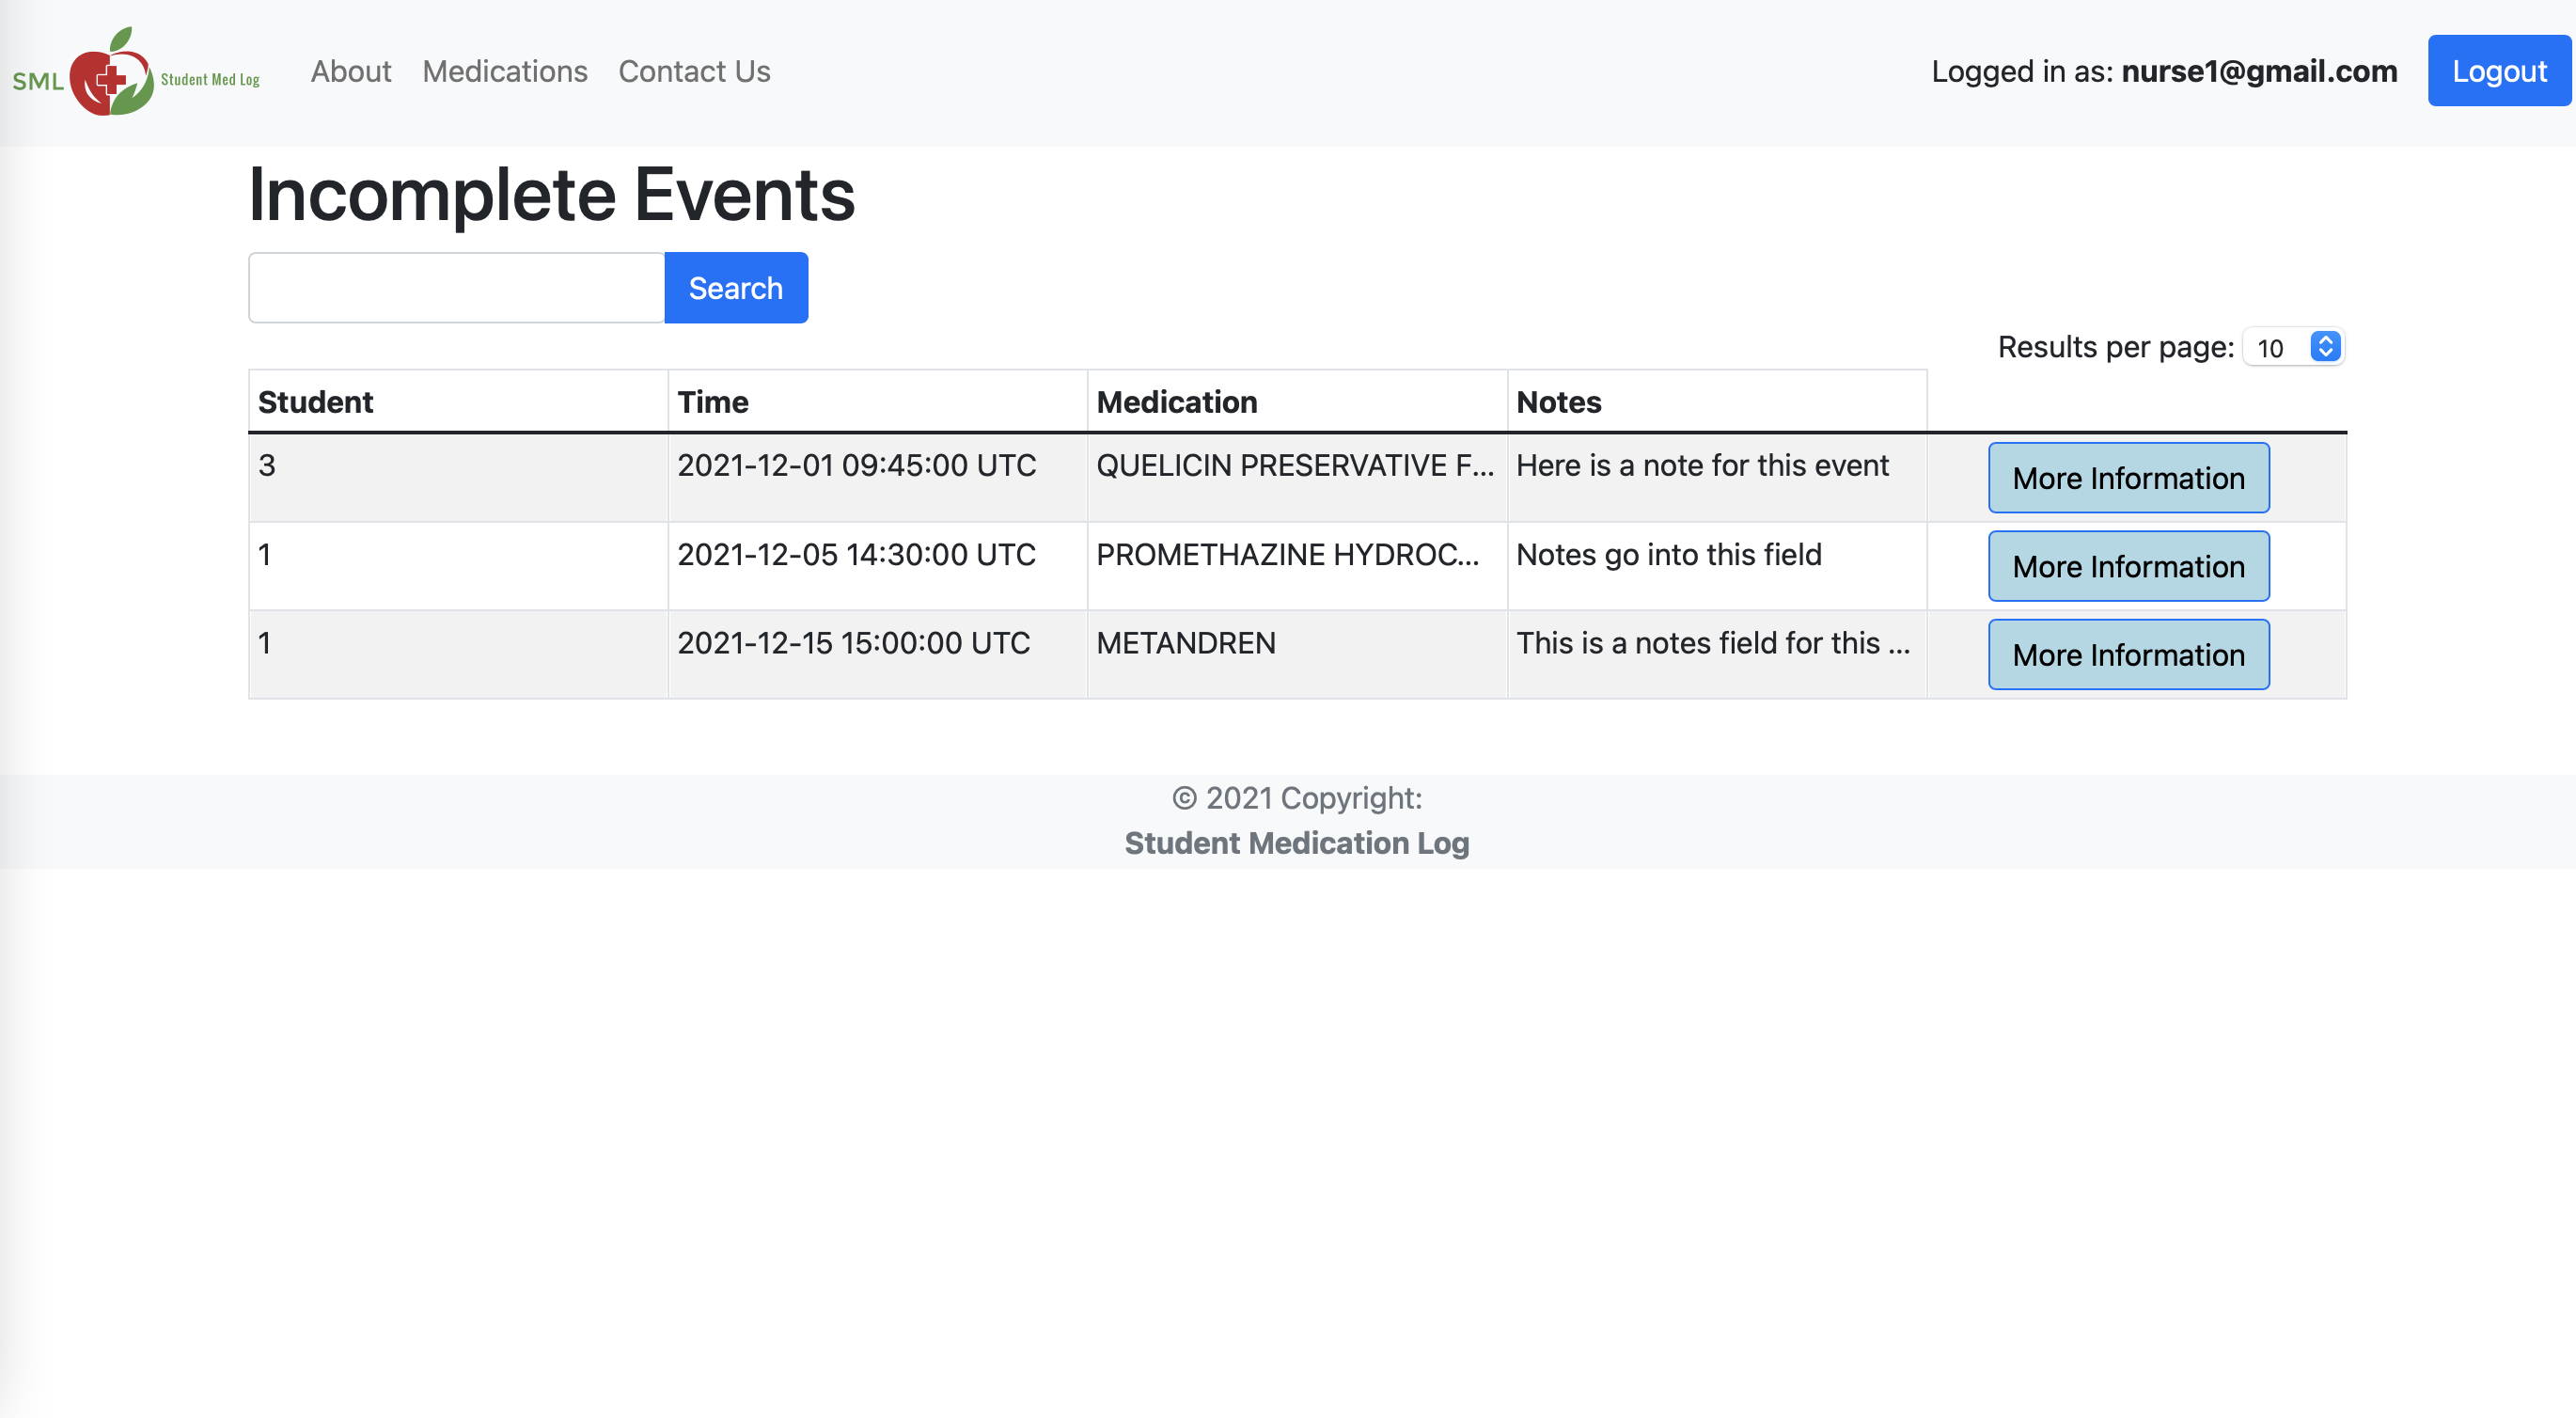 SML Student Med Log About Medications Contact Us Logged in as: nurse1@gmail.com Logout
Incomplete Events
Search
Results per page: 10
Student Time Medication Notes
3 2021-12-01 09:45:00 UTC QUELICIN PRESERVATIVE F... Here is a note for this event More Information
1 2021-12-05 14:30:00 UTC PROMETHAZINE HYDROC... Notes go into this field More Information
1 2021-12-15 15:00:00 UTC METANDREN This is a notes field for this ... More Information
© 2021 Copyright:
Student Medication Log